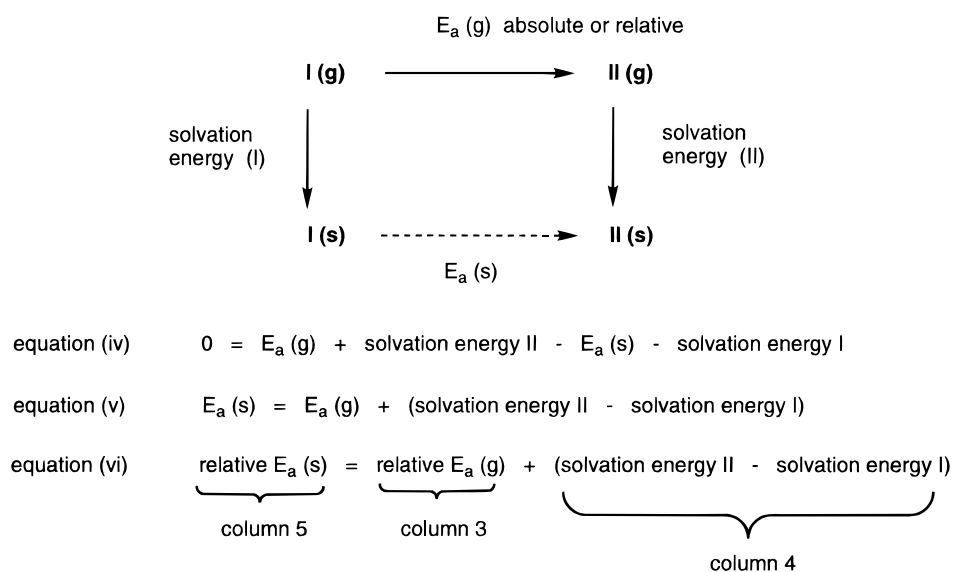 Ea (g) absolute or relative
I (g) II (g)
solvation solvation
energy (I) energy (II)
I (s) II (s)
Ea (s)
equation (iv) 0 = Ea (g) + solvation energy II - Ea (s) - solvation energy I
equation (v) Ea (s) = Ea (g) + (solvation energy II - solvation energy I)
equation (vi) relative Ea (s) = relative Ea (g) + (solvation energy II - solvation energy I)
column 5 column 3
column 4